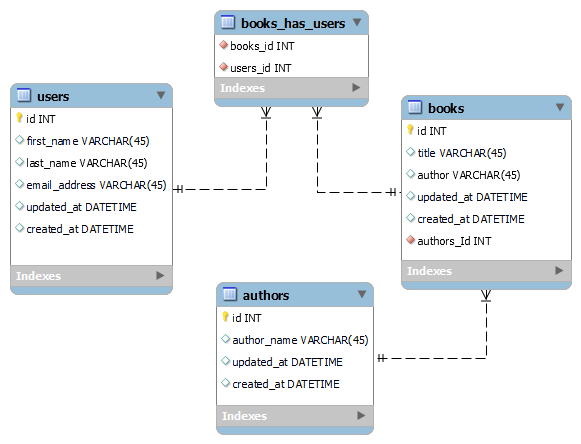 books_has_users
books_id INT
users_id INT
Indexes
users
id INT
first_name VARCHAR(45)
last_name VARCHAR(45)
email_address VARCHAR(45)
updated_at DATETIME
created_at DATETIME
Indexes
books
id INT
title VARCHAR(45)
author VARCHAR(45)
updated_at DATETIME
created_at DATETIME
authors_Id INT
Indexes
authors
id INT
author_name VARCHAR(45)
updated_at DATETIME
created_at DATETIME
Indexes